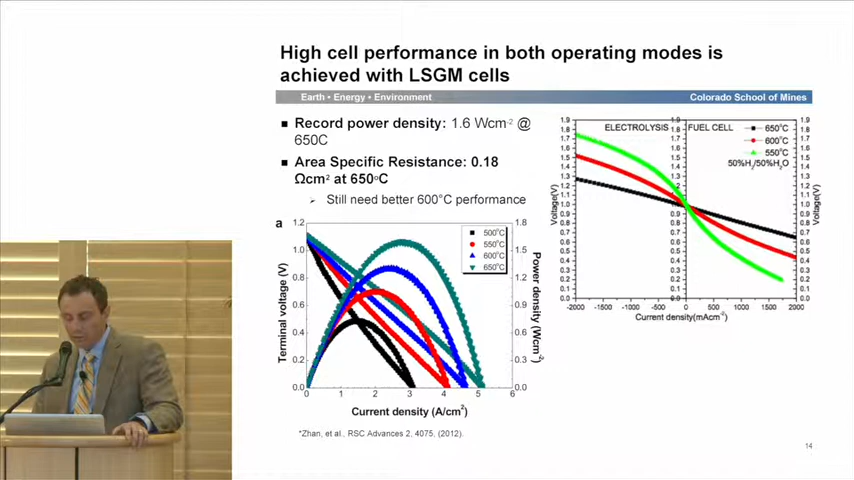 High cell performance in both operating modes is
achieved with LSGM cells
Earth • Energy • Environment
Colorado School of Mines
■ Record power density: 1.6 Wcm-2 @
650C
■ Area Specific Resistance: 0.18
Ωcm2 at 650°C
➢ Still need better 600°C performance
a
1.2
1.0
0.8
0.6
0.4
0.2
0.0
Terminal voltage (V)
500°C
550°C
600°C
650°C
1.8
1.5
1.2
0.9
0.6
0.3
0.0
Power density (Wcm-2)
0 1 2 3 4 5 6
Current density (A/cm2)
ELECTROLYSIS
FUEL CELL
650°C
600°C
550°C
50%H2/50%H2O
1.9
1.8
1.7
1.6
1.5
1.4
1.3
1.2
1.1
1.0
0.9
0.8
0.7
0.6
0.5
0.4
0.3
0.2
0.1
0.0
Voltage(V)
Voltage(V)
-2000 -1500 -1000 -500 0 500 1000 1500 2000
Current density(mAcm-2)
*Zhan, et al., RSC Advances 2, 4075, (2012).
14